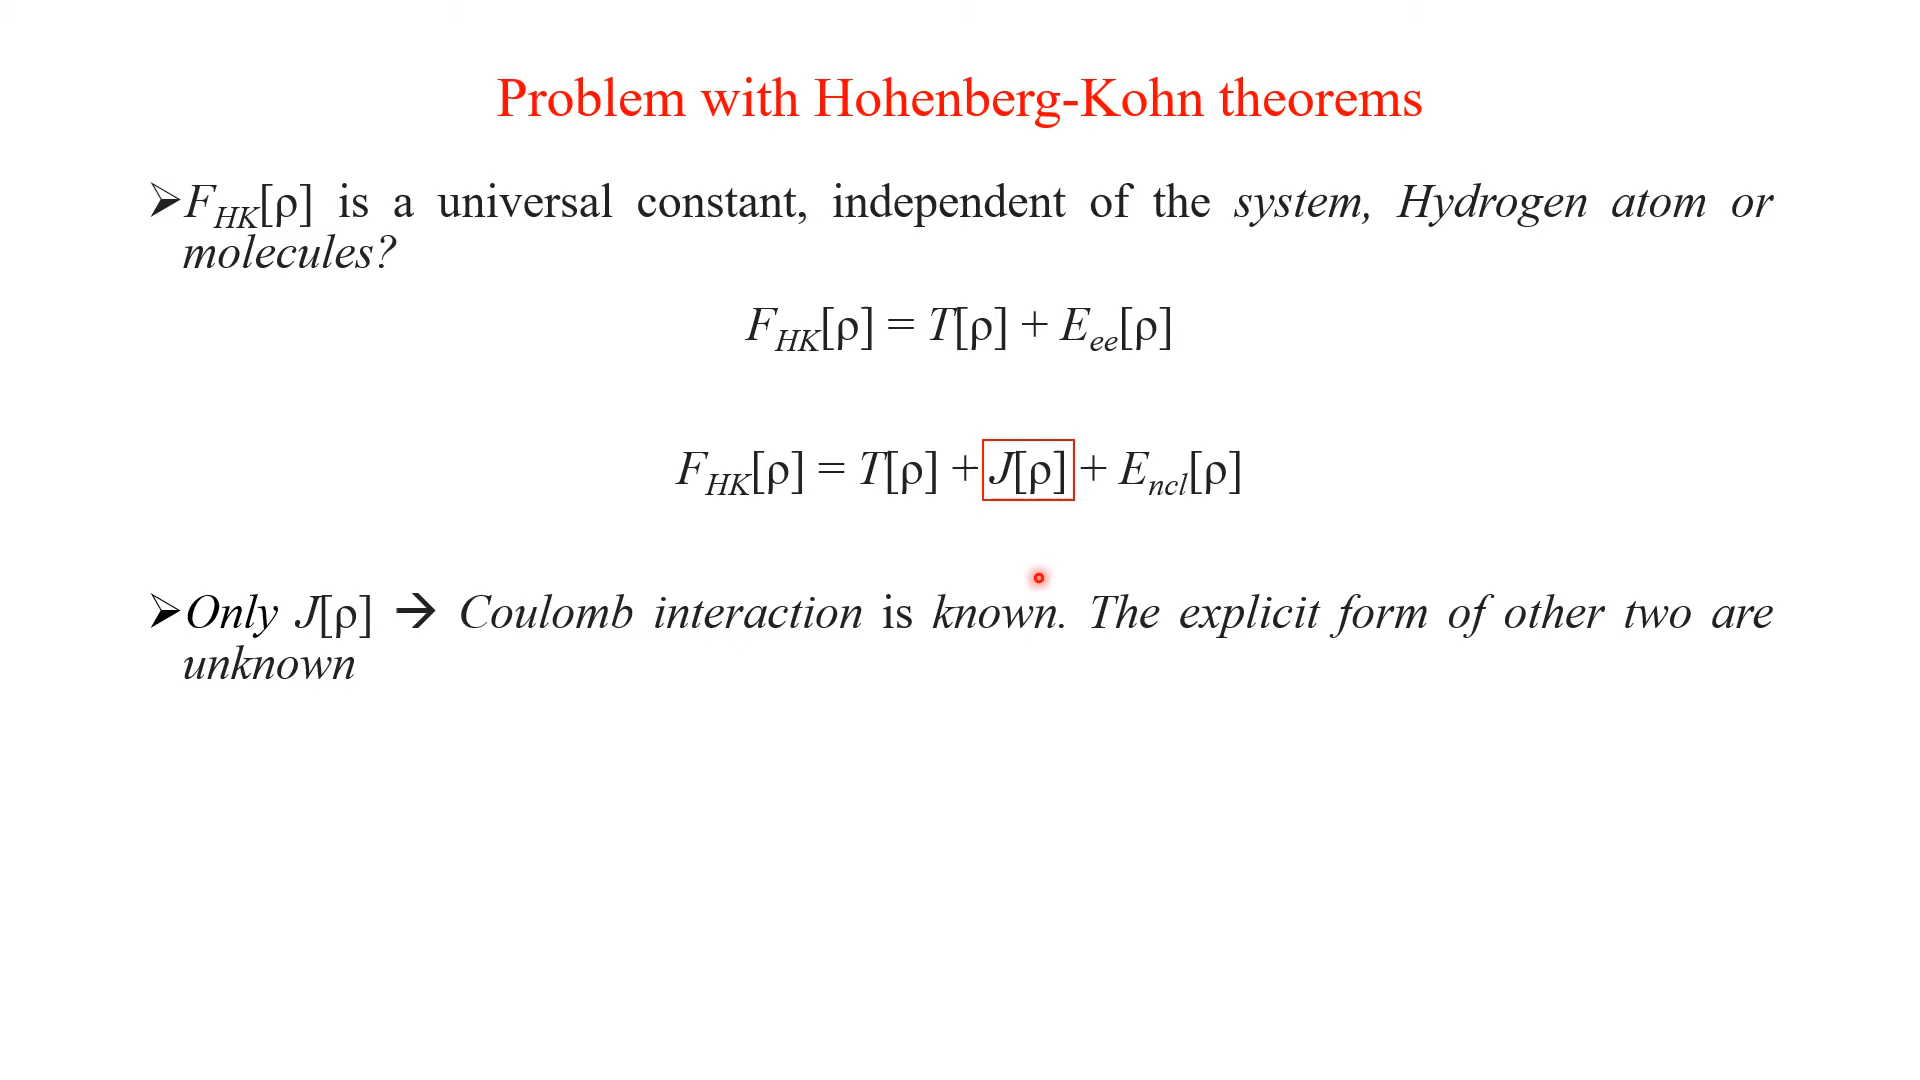 Problem with Hohenberg-Kohn theorems
➢F_HK[ρ] is a universal constant, independent of the system, Hydrogen atom or
molecules?
F_HK[ρ] = T[ρ] + E_ee[ρ]
F_HK[ρ] = T[ρ] + J[ρ] + E_ncl[ρ]
➢Only J[ρ] → Coulomb interaction is known. The explicit form of other two are
unknown